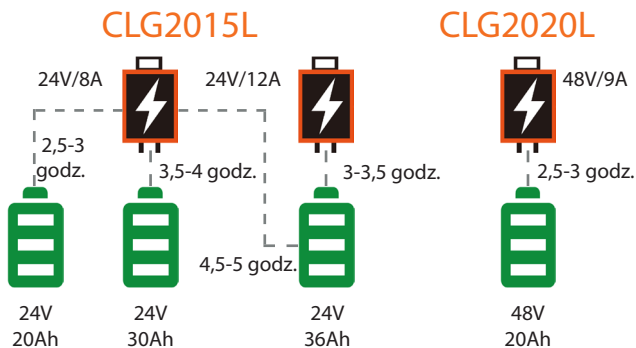 CLG2015L
CLG2020L
24V/8A
24V/12A
48V/9A
2,5-3
godz.
3,5-4 godz.
3-3,5 godz.
2,5-3 godz.
4,5-5 godz.
24V
20Ah
24V
30Ah
24V
36Ah
48V
20Ah